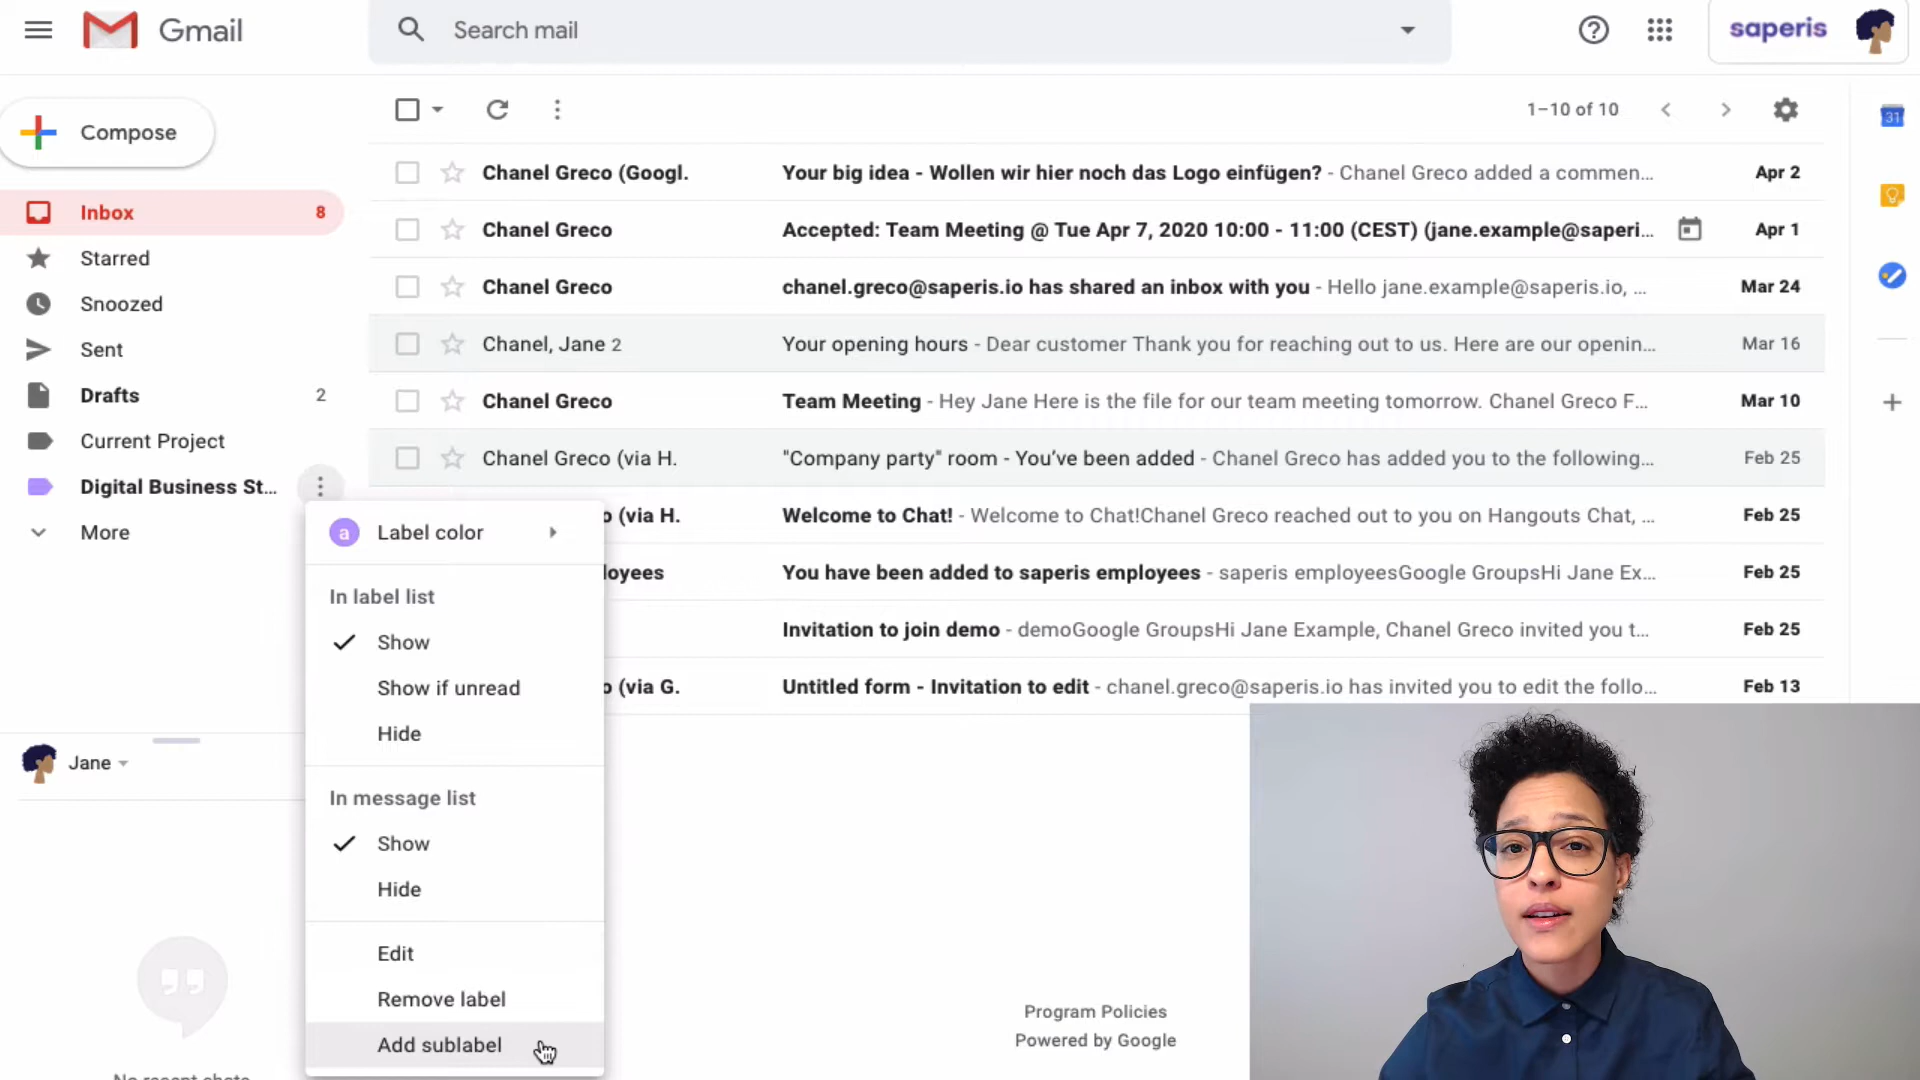 Gmail
Search mail
saperis
Compose
1–10 of 10
31
Inbox 8
Starred
Snoozed
Sent
Drafts 2
Current Project
Digital Business St...
More
Chanel Greco (Googl. Your big idea - Wollen wir hier noch das Logo einfügen? - Chanel Greco added a commen... Apr 2
Chanel Greco Accepted: Team Meeting @ Tue Apr 7, 2020 10:00 - 11:00 (CEST) (jane.example@saperi... Apr 1
Chanel Greco chanel.greco@saperis.io has shared an inbox with you - Hello jane.example@saperis.io, ... Mar 24
Chanel, Jane 2 Your opening hours - Dear customer Thank you for reaching out to us. Here are our openin... Mar 16
Chanel Greco Team Meeting - Hey Jane Here is the file for our team meeting tomorrow. Chanel Greco F... Mar 10
Chanel Greco (via H. "Company party" room - You've been added - Chanel Greco has added you to the following... Feb 25
o (via H. Welcome to Chat! - Welcome to Chat!Chanel Greco reached out to you on Hangouts Chat, ... Feb 25
loyees You have been added to saperis employees - saperis employeesGoogle GroupsHi Jane Ex... Feb 25
Invitation to join demo - demoGoogle GroupsHi Jane Example, Chanel Greco invited you t... Feb 25
o (via G. Untitled form - Invitation to edit - chanel.greco@saperis.io has invited you to edit the follo... Feb 13
a Label color
In label list
Show
Show if unread
Hide
In message list
Show
Hide
Edit
Remove label
Add sublabel
Jane
No recent chats
Program Policies
Powered by Google